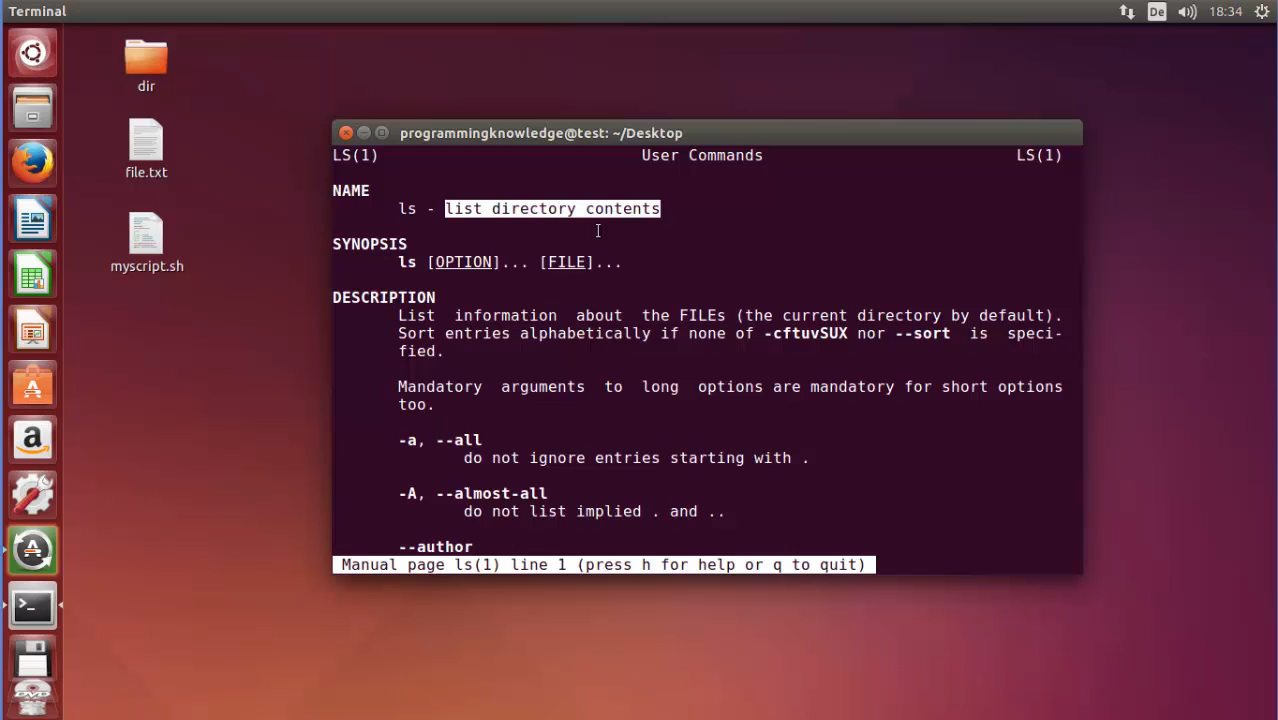 Terminal
De
18:34
dir
file.txt
myscript.sh
programmingknowledge@test: ~/Desktop
LS(1) User Commands LS(1)
NAME
ls - list directory contents
SYNOPSIS
ls [OPTION]... [FILE]...
DESCRIPTION
List information about the FILEs (the current directory by default).
Sort entries alphabetically if none of -cftuvSUX nor --sort is speci-
fied.
Mandatory arguments to long options are mandatory for short options
too.
-a, --all
do not ignore entries starting with .
-A, --almost-all
do not list implied . and ..
--author
Manual page ls(1) line 1 (press h for help or q to quit)